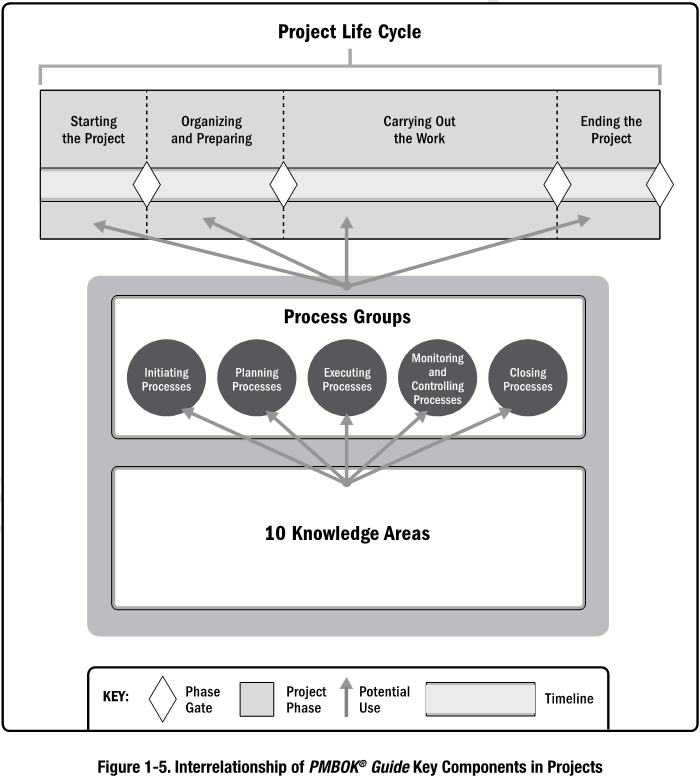 Project Life Cycle
Starting
the Project
Organizing
and Preparing
Carrying Out
the Work
Ending the
Project
Process Groups
Initiating
Processes
Planning
Processes
Executing
Processes
Monitoring
and
Controlling
Processes
Closing
Processes
10 Knowledge Areas
KEY:
Phase
Gate
Project
Phase
Potential
Use
Timeline
Figure 1-5. Interrelationship of PMBOK® Guide Key Components in Projects